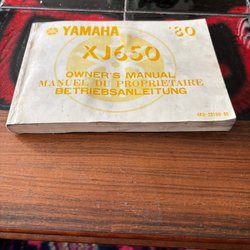 YAMAHA '80
XJ650
OWNER'S MANUAL
MANUEL DU PROPRIETAIRE
BETRIEBSANLEITUNG